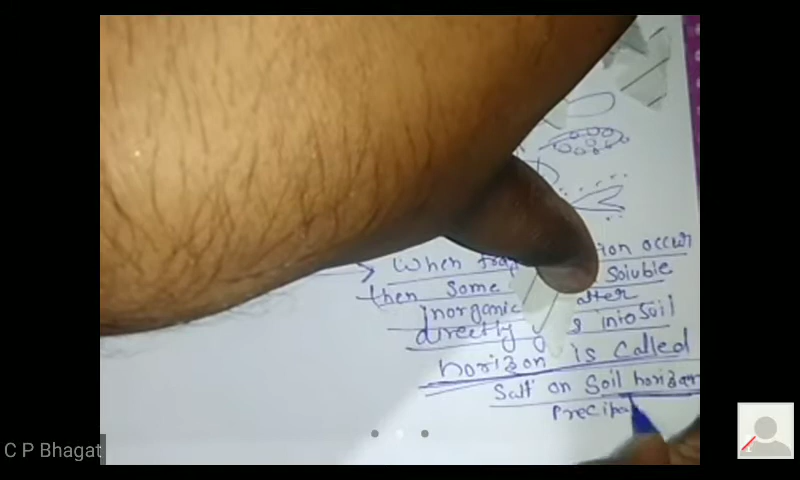 When ion occur
then some Soluble
inorganic atter
directly g s into Soil
horizon is called
Salt on Soil horizon
Precipa
C P Bhagat